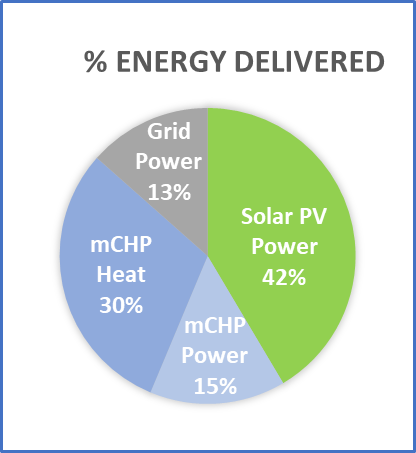 % ENERGY DELIVERED
Grid
Power
13%
Solar PV
Power
42%
mCHP
Heat
30%
mCHP
Power
15%